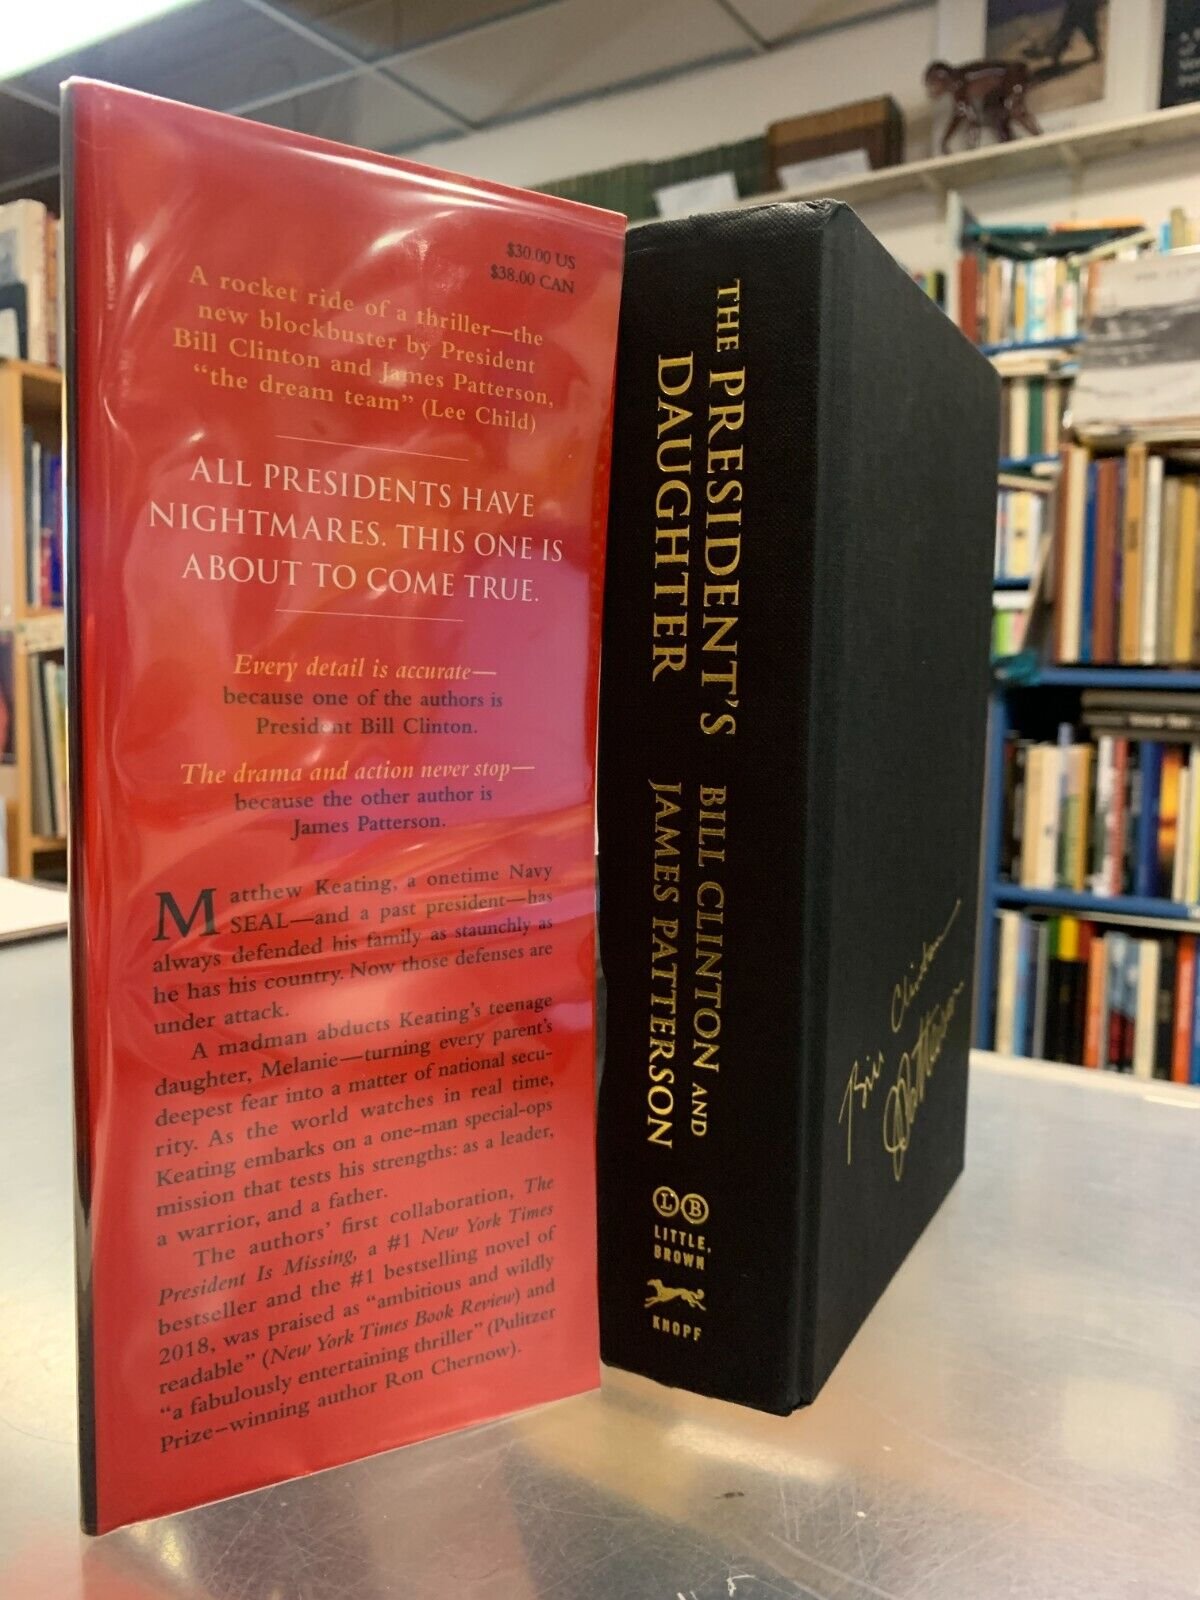 $30.00 US
$38.00 CAN
A rocket ride of a thriller—the
new blockbuster by President
Bill Clinton and James Patterson,
“the dream team” (Lee Child)
ALL PRESIDENTS HAVE
NIGHTMARES. THIS ONE IS
ABOUT TO COME TRUE.
Every detail is accurate—
because one of the authors is
President Bill Clinton.
The drama and action never stop—
because the other author is
James Patterson.
Matthew Keating, a onetime Navy
SEAL—and a past president—has
always defended his family as staunchly as
he has his country. Now those defenses are
under attack.
A madman abducts Keating’s teenage
daughter, Melanie—turning every parent’s
deepest fear into a matter of national secu-
rity. As the world watches in real time,
Keating embarks on a one-man special-ops
mission that tests his strengths: as a leader,
a warrior, and a father.
The authors’ first collaboration, The
President Is Missing, a #1 New York Times
bestseller and the #1 bestselling novel of
2018, was praised as “ambitious and wildly
readable” (New York Times Book Review) and
“a fabulously entertaining thriller” (Pulitzer
Prize–winning author Ron Chernow).
THE PRESIDENT’S
DAUGHTER
BILL CLINTON AND
JAMES PATTERSON
L B
LITTLE,
BROWN
KNOPF
Bill Clinton
J Patterson